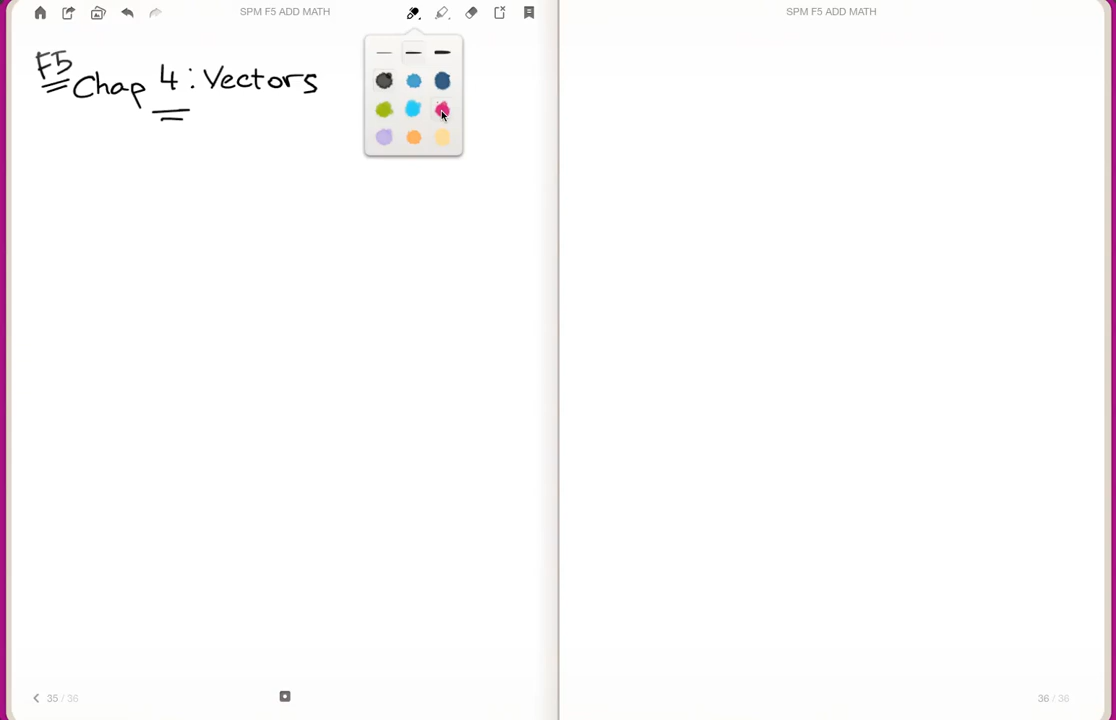 SPM F5 ADD MATH
SPM F5 ADD MATH
F5
Chap 4 : Vectors
35 / 36
36 / 36